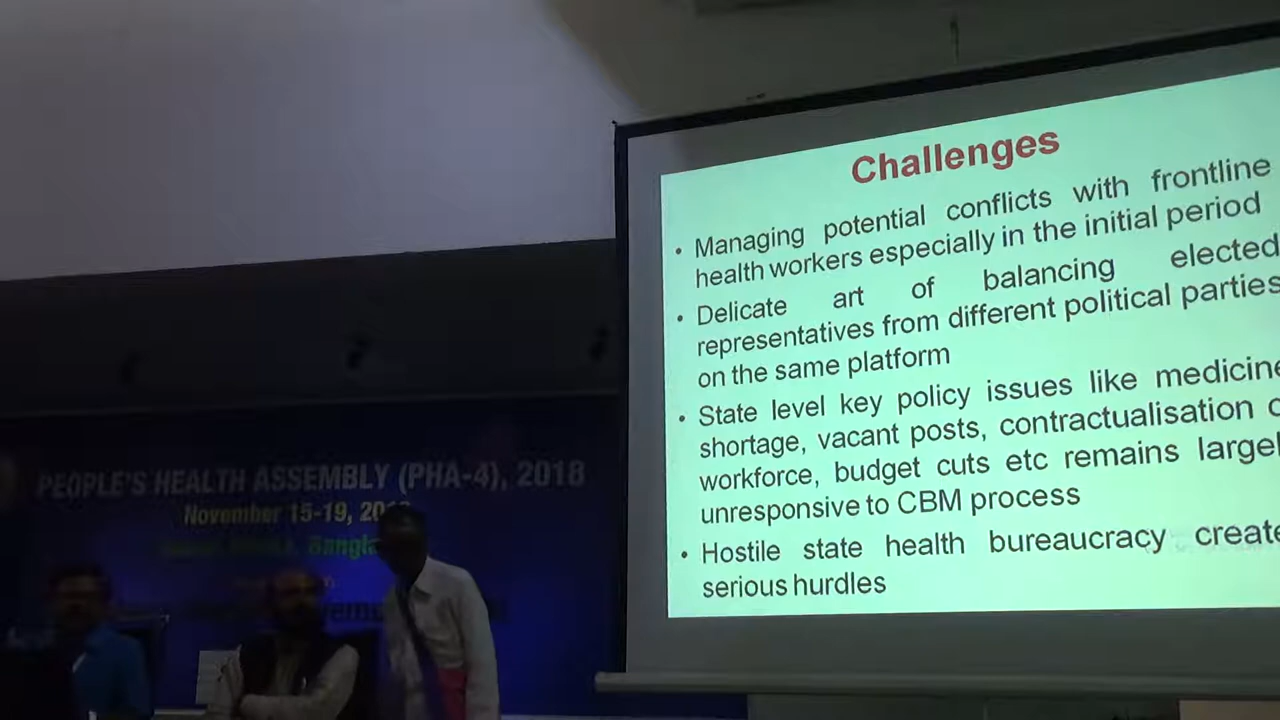 Challenges
• Managing potential conflicts with frontline
health workers especially in the initial period
• Delicate art of balancing elected
representatives from different political parties
on the same platform
• State level key policy issues like medicine
shortage, vacant posts, contractualisation
workforce, budget cuts etc remains
unresponsive to CBM process
• Hostile state health bureaucracy create
serious hurdles
PEOPLE'S HEALTH ASSEMBLY (PHA-4), 2018
November 15-19,